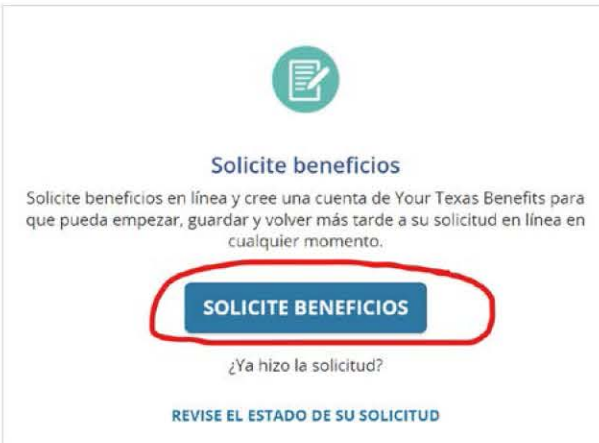 Solicite beneficios
Solicite beneficios en línea y cree una cuenta de Your Texas Benefits para
que pueda empezar, guardar y volver más tarde a su solicitud en línea en
cualquier momento.
SOLICITE BENEFICIOS
¿Ya hizo la solicitud?
REVISE EL ESTADO DE SU SOLICITUD